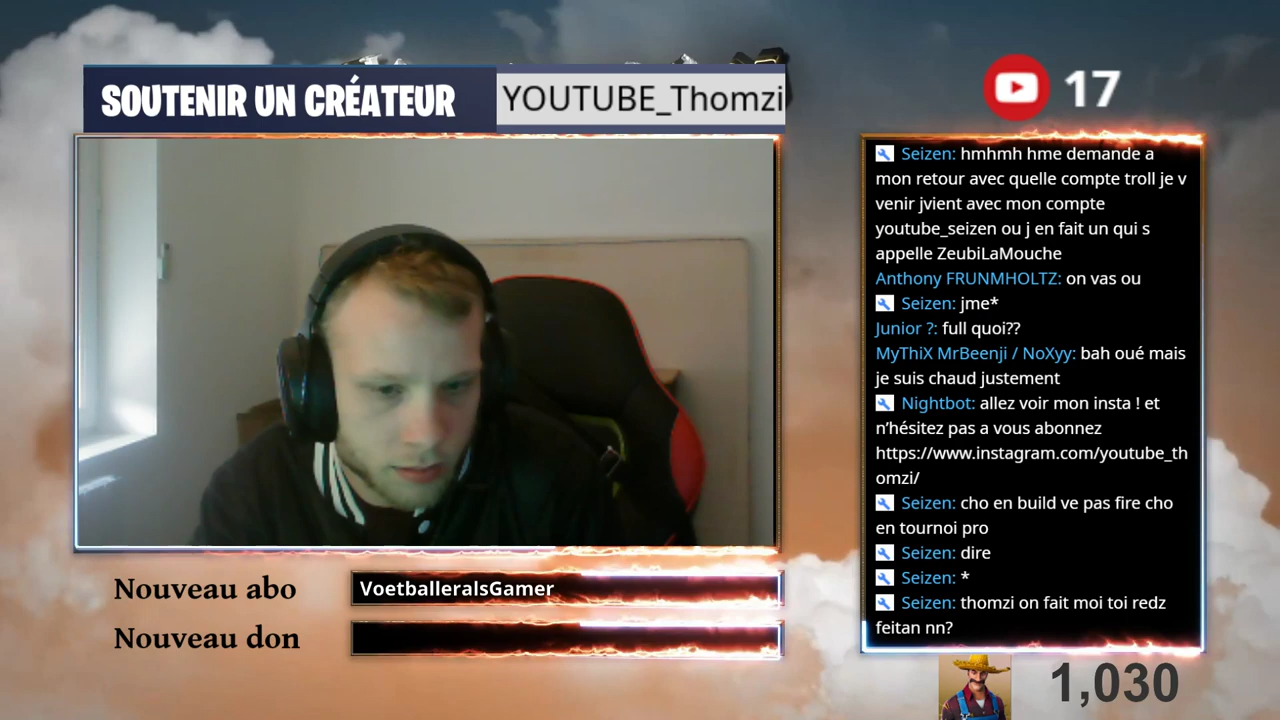 SOUTENIR UN CRÉATEUR
YOUTUBE_Thomzi
17
Seizen: hmhmh hme demande a
mon retour avec quelle compte troll je v
venir jvient avec mon compte
youtube_seizen ou j en fait un qui s
appelle ZeubiLaMouche
Anthony FRUNMHOLTZ: on vas ou
Seizen: jme*
Junior ?: full quoi??
MyThiX MrBeenji / NoXyy: bah oué mais
je suis chaud justement
Nightbot: allez voir mon insta ! et
n'hésitez pas a vous abonnez
https://www.instagram.com/youtube_th
omzi/
Seizen: cho en build ve pas fire cho
en tournoi pro
Seizen: dire
Seizen: *
Seizen: thomzi on fait moi toi redz
feitan nn?
Nouveau abo
VoetballeralsGamer
Nouveau don
1,030